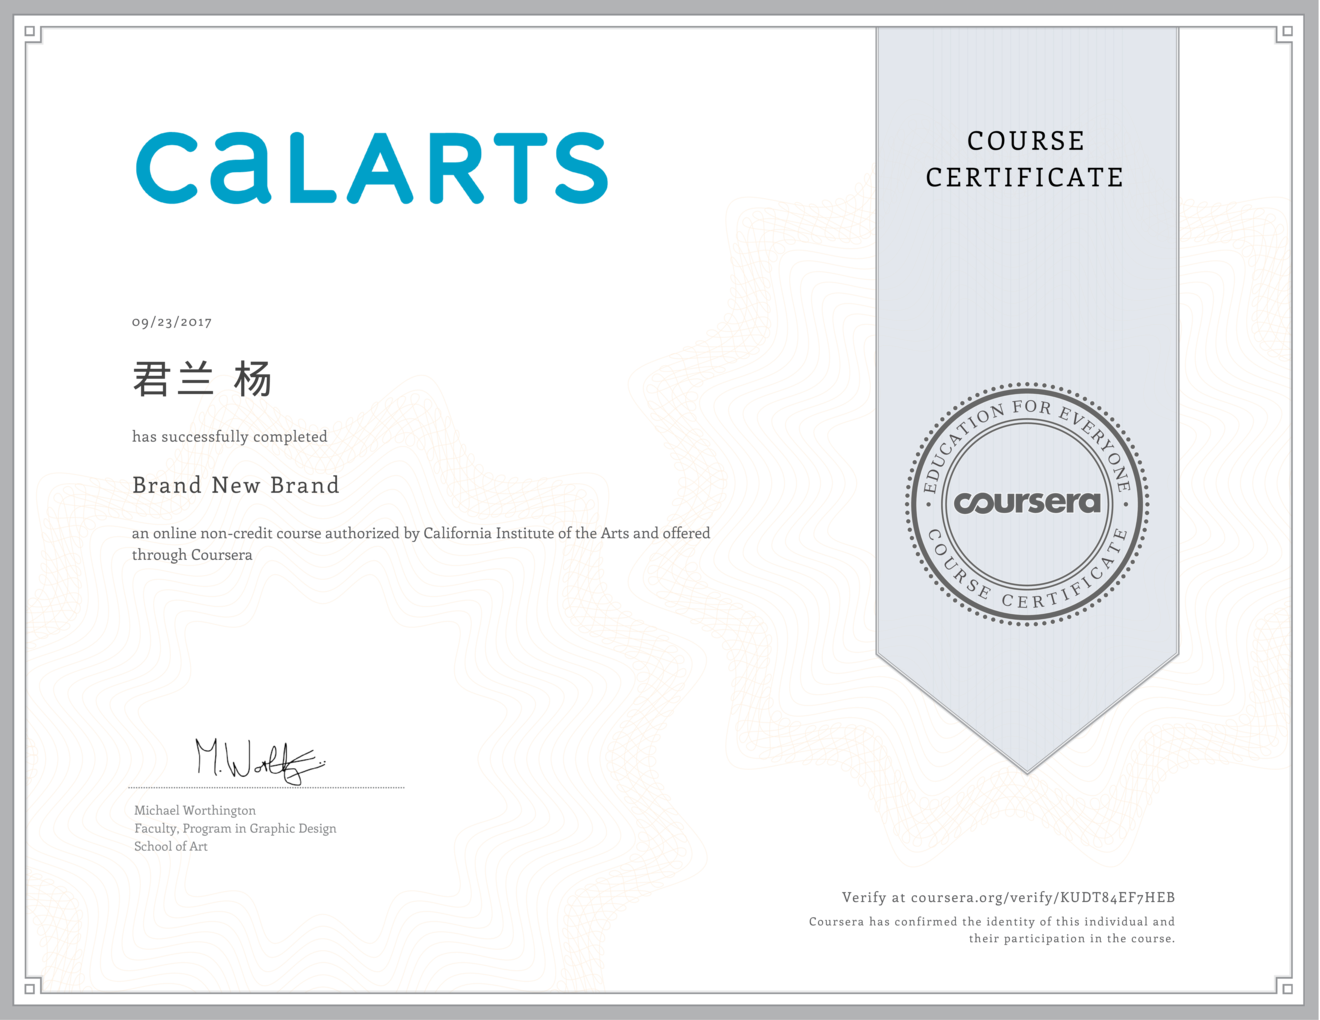 CalARTS
COURSE
CERTIFICATE
09/23/2017
君兰 杨
has successfully completed
Brand New Brand
an online non-credit course authorized by California Institute of the Arts and offered
through Coursera
EDUCATION FOR EVERYONE
coursera
COURSE CERTIFICATE
M. Worthington
Michael Worthington
Faculty, Program in Graphic Design
School of Art
Verify at coursera.org/verify/KUDT84EF7HEB
Coursera has confirmed the identity of this individual and
their participation in the course.